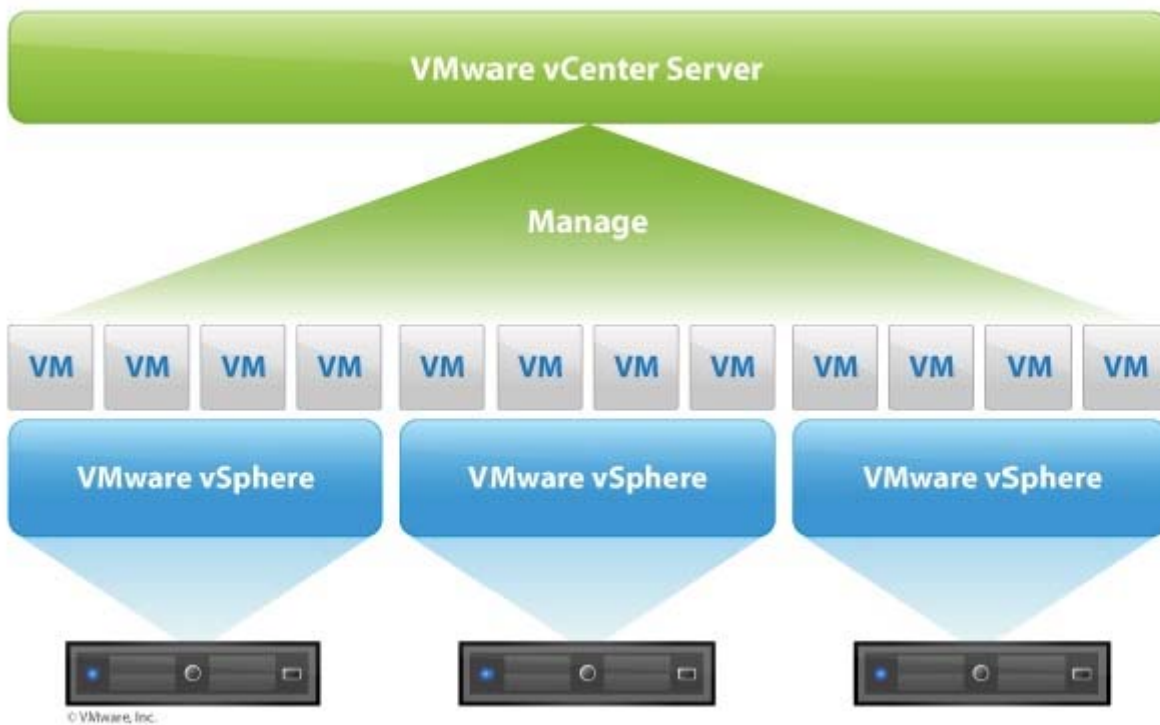 VMware vCenter Server
Manage
VM VM VM VM VM VM VM VM VM VM VM VM
VMware vSphere VMware vSphere VMware vSphere
© VMware, Inc.